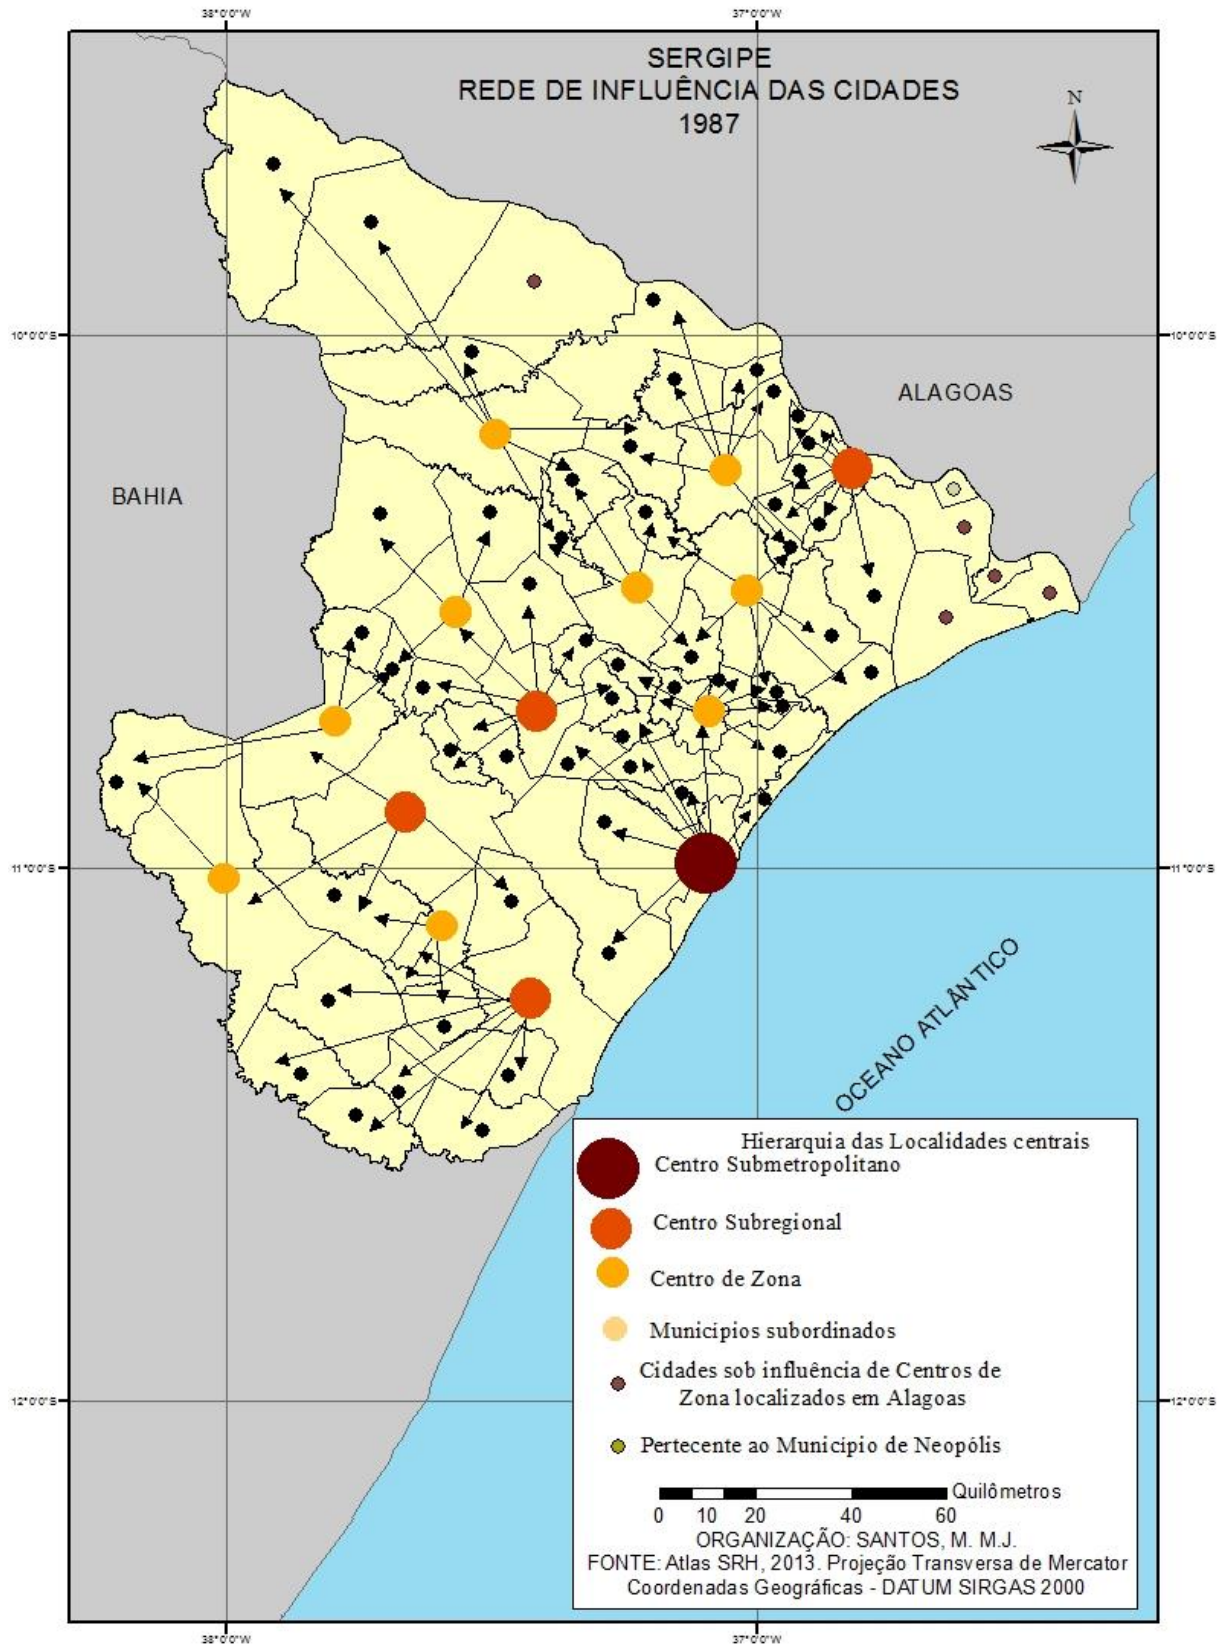 38°0'0"W
37°0'0"W
SERGIPE
REDE DE INFLUÊNCIA DAS CIDADES
1987
N
10°0'0"S
10°0'0"S
ALAGOAS
BAHIA
11°0'0"S
11°0'0"S
OCEANO ATLÂNTICO
Hierarquia das Localidades centrais
Centro Submetropolitano
Centro Subregional
Centro de Zona
Municípios subordinados
Cidades sob influência de Centros de
Zona localizados em Alagoas
Pertecente ao Município de Neopólis
12°0'0"S
12°0'0"S
Quilômetros
0 10 20 40 60
ORGANIZAÇÃO: SANTOS, M. M.J.
FONTE: Atlas SRH, 2013. Projeção Transversa de Mercator
Coordenadas Geográficas - DATUM SIRGAS 2000
38°0'0"W
37°0'0"W